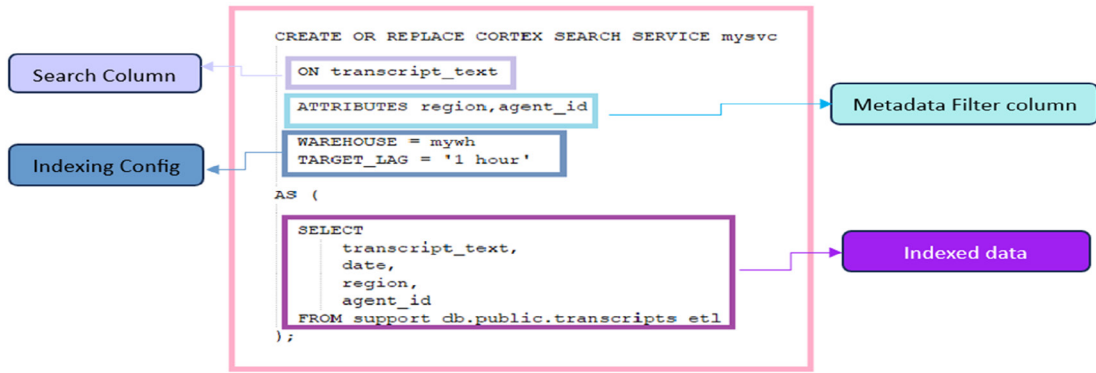 CREATE OR REPLACE CORTEX SEARCH SERVICE mysvc
Search Column
ON transcript_text
ATTRIBUTES region,agent_id
Metadata Filter column
WAREHOUSE = mywh
TARGET_LAG = '1 hour'
Indexing Config
AS (
SELECT
transcript_text,
date,
region,
agent_id
FROM support_db.public.transcripts_etl
Indexed data
);